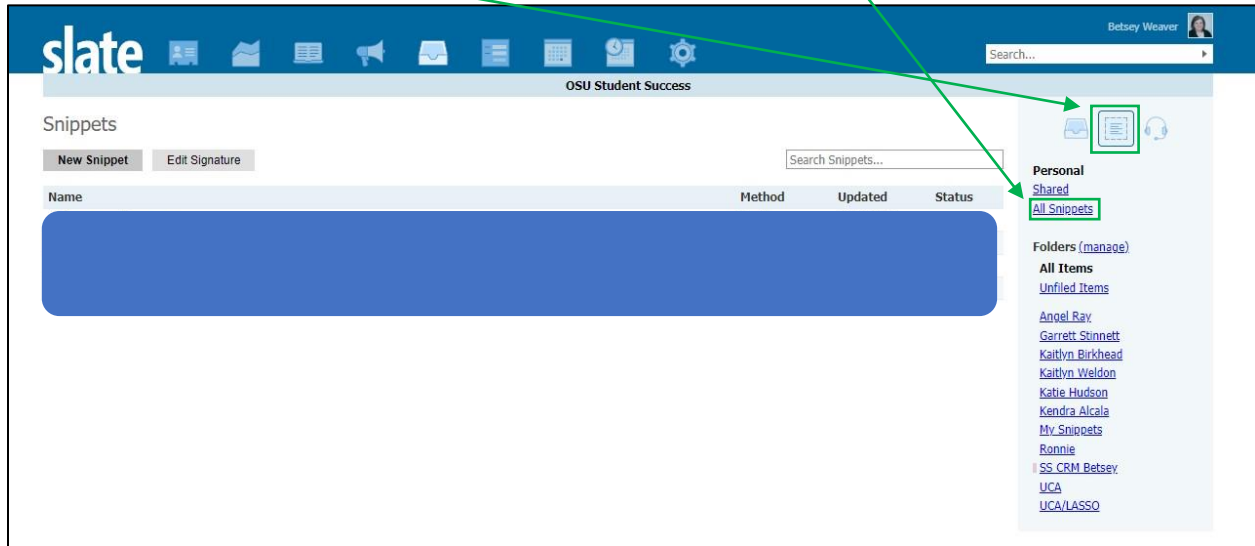 Betsey Weaver
slate
Search...
OSU Student Success
Snippets
New Snippet Edit Signature Search Snippets...
Name Method Updated Status
Personal
Shared
All Snippets
Folders (manage)
All Items
Unfiled Items
Angel Ray
Garrett Stinnett
Kaitlyn Birkhead
Kaitlyn Weldon
Katie Hudson
Kendra Alcala
My Snippets
Ronnie
SS CRM Betsey
UCA
UCA/LASSO